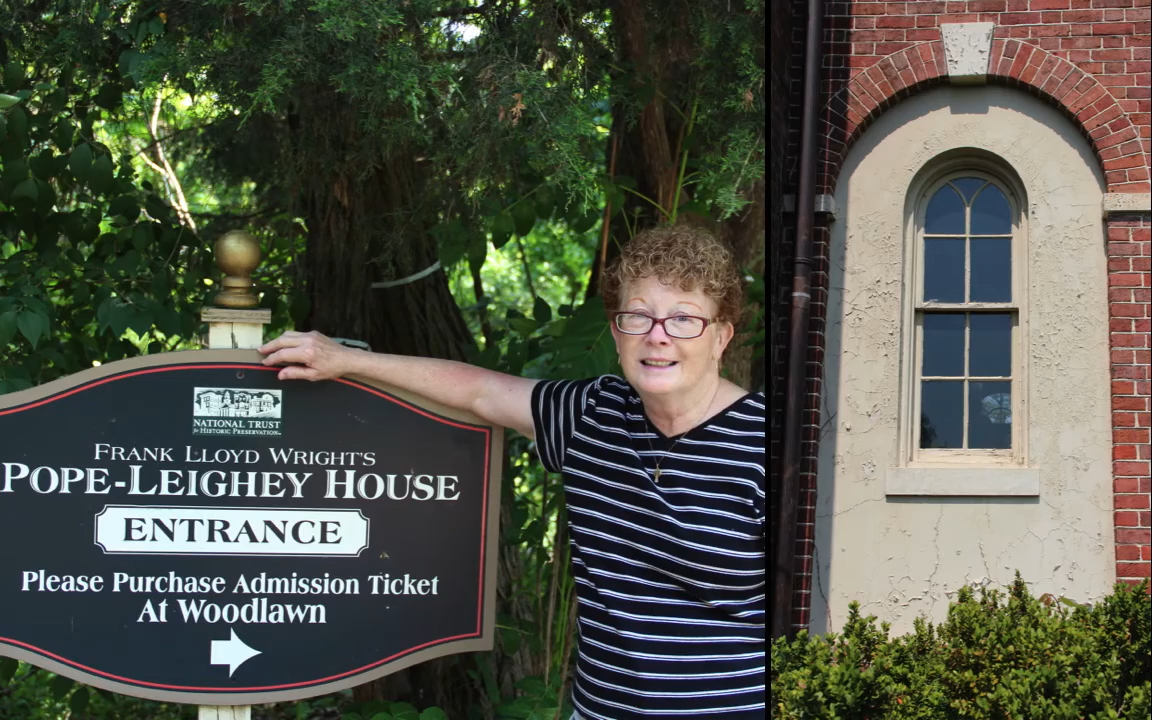 NATIONAL TRUST
for HISTORIC PRESERVATION
FRANK LLOYD WRIGHT'S
POPE-LEIGHEY HOUSE
ENTRANCE
Please Purchase Admission Ticket
At Woodlawn